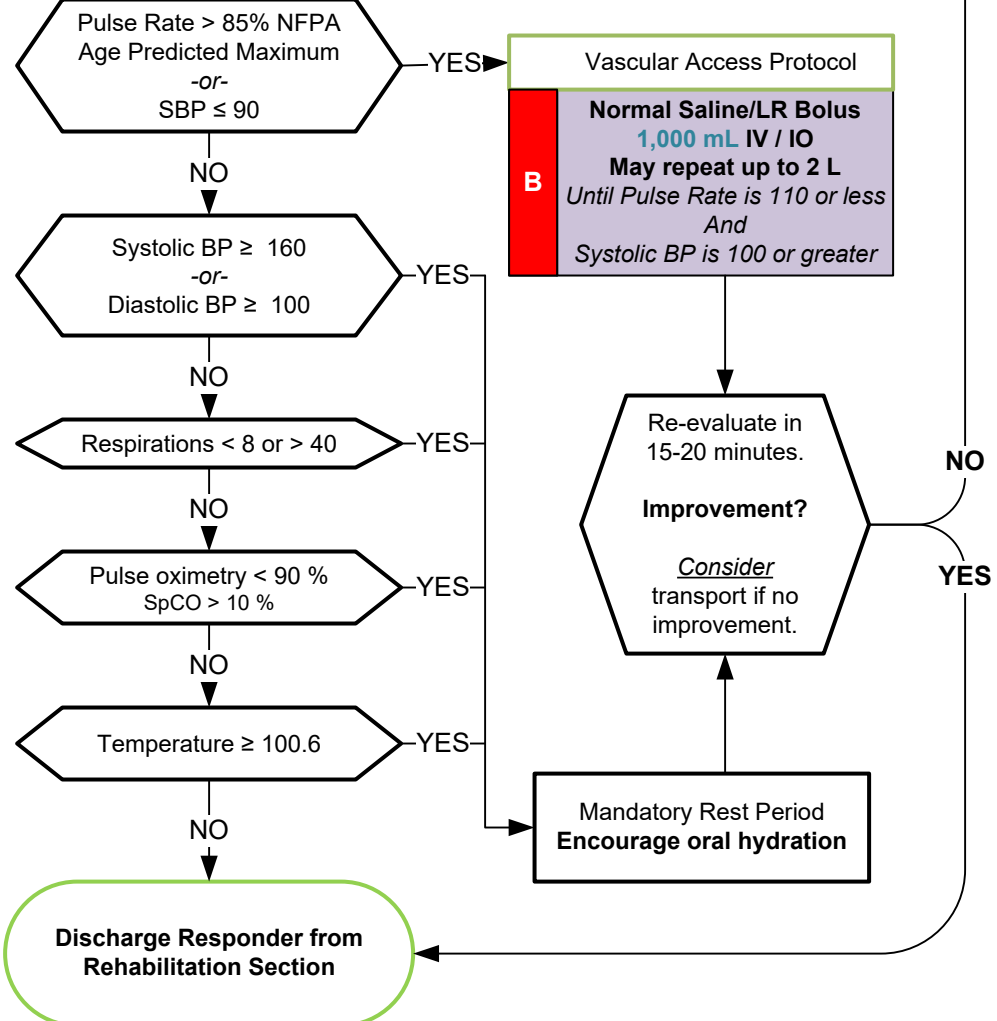 Pulse Rate > 85% NFPA
Age Predicted Maximum
-or-
SBP ≤ 90
YES
Vascular Access Protocol
B
Normal Saline/LR Bolus
1,000 mL IV / IO
May repeat up to 2 L
Until Pulse Rate is 110 or less
And
Systolic BP is 100 or greater
NO
Systolic BP ≥ 160
-or-
Diastolic BP ≥ 100
YES
NO
Respirations < 8 or > 40
YES
NO
Pulse oximetry < 90 %
SpCO > 10 %
YES
NO
Temperature ≥ 100.6
YES
NO
Re-evaluate in
15-20 minutes.
Improvement?
Consider
transport if no
improvement.
NO
YES
Mandatory Rest Period
Encourage oral hydration
Discharge Responder from
Rehabilitation Section